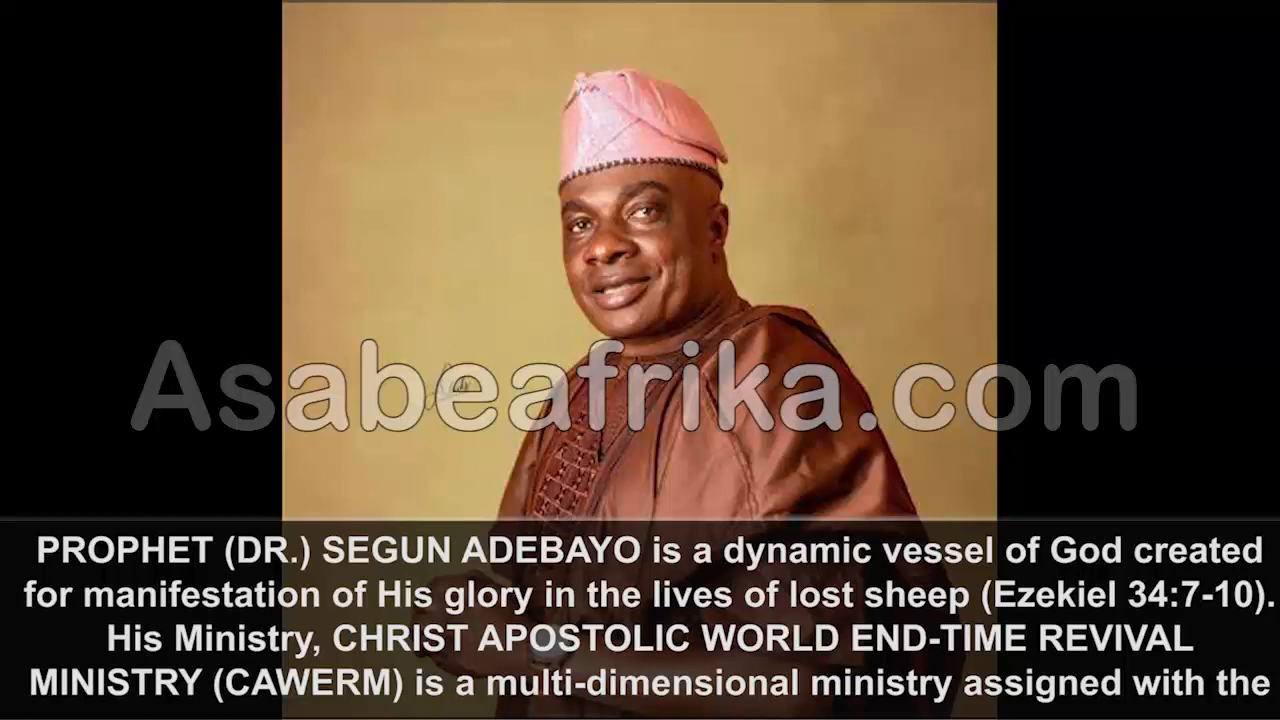 Asabeafrika.com
PROPHET (DR.) SEGUN ADEBAYO is a dynamic vessel of God created
for manifestation of His glory in the lives of lost sheep (Ezekiel 34:7-10).
His Ministry, CHRIST APOSTOLIC WORLD END-TIME REVIVAL
MINISTRY (CAWERM) is a multi-dimensional ministry assigned with the